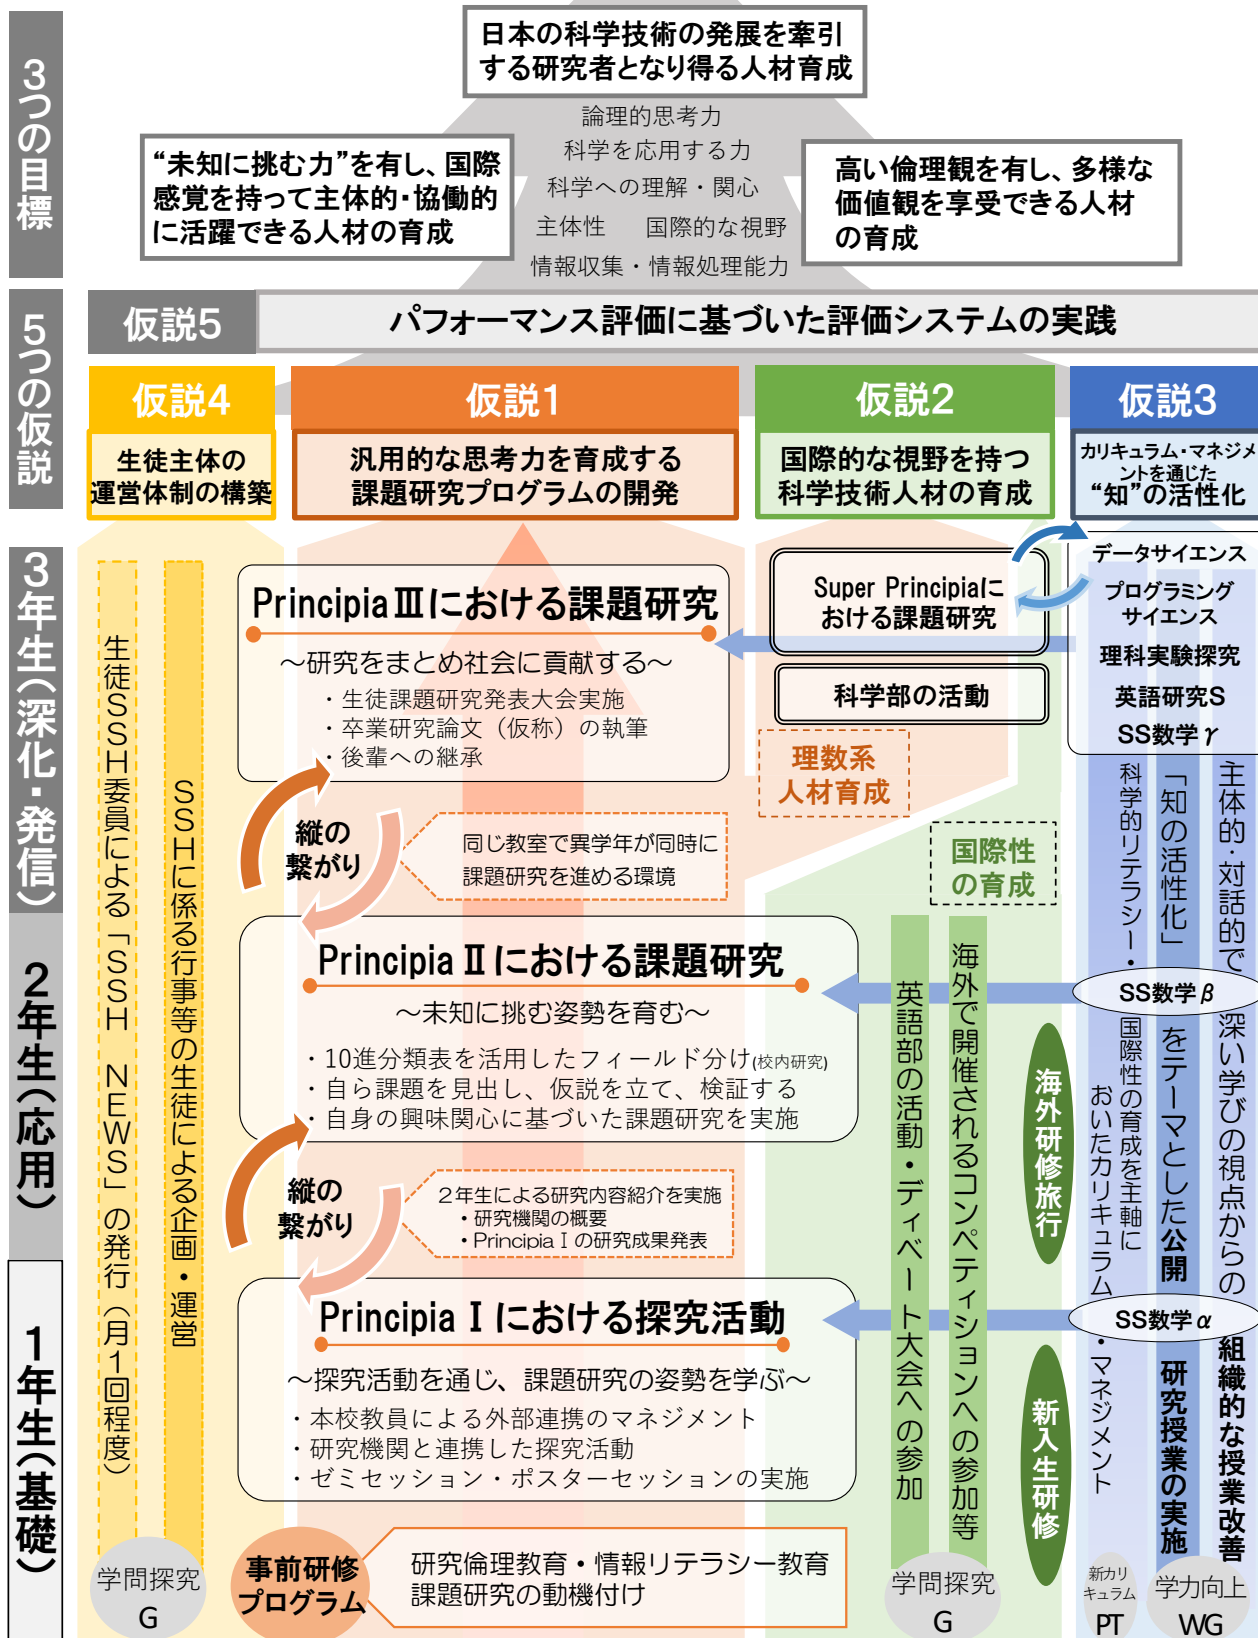 3つの目標
日本の科学技術の発展を牽引
する研究者となり得る人材育成
論理的思考力
科学を応用する力
科学への理解・関心
主体性　国際的な視野
情報収集・情報処理能力
“未知に挑む力”を有し、国際
感覚を持って主体的・協働的
に活躍できる人材の育成
高い倫理観を有し、多様な
価値観を享受できる人材
の育成
5つの仮説
仮説5
パフォーマンス評価に基づいた評価システムの実践
仮説4
生徒主体の
運営体制の構築
仮説1
汎用的な思考力を育成する
課題研究プログラムの開発
仮説2
国際的な視野を持つ
科学技術人材の育成
仮説3
カリキュラム・マネジメ
ントを通じた
“知”の活性化
3年生(深化・発信)
2年生(応用)
1年生(基礎)
生徒SSH委員による「SSH NEWS」の発行(月1回程度)
SSHに係る行事等の生徒による企画・運営
学問探究
G
PrincipiaⅢにおける課題研究
～研究をまとめ社会に貢献する～
・生徒課題研究発表大会実施
・卒業研究論文（仮称）の執筆
・後輩への継承
縦の
繋がり
同じ教室で異学年が同時に
課題研究を進める環境
PrincipiaⅡにおける課題研究
～未知に挑む姿勢を育む～
・10進分類表を活用したフィールド分け(校内研究)
・自ら課題を見出し、仮説を立て、検証する
・自身の興味関心に基づいた課題研究を実施
縦の
繋がり
２年生による研究内容紹介を実施
・研究機関の概要
・PrincipiaⅠの研究成果発表
PrincipiaⅠにおける探究活動
～探究活動を通じ、課題研究の姿勢を学ぶ～
・本校教員による外部連携のマネジメント
・研究機関と連携した探究活動
・ゼミセッション・ポスターセッションの実施
事前研修
プログラム
研究倫理教育・情報リテラシー教育
課題研究の動機付け
Super Principiaに
おける課題研究
科学部の活動
理数系
人材育成
国際性
の育成
英語部の活動・ディベート大会への参加
海外で開催されるコンペティションへの参加等
海外研修旅行
新入生研修
学問探究
G
データサイエンス
プログラミング
サイエンス
理科実験探究
英語研究S
SS数学γ
SS数学β
SS数学α
科学的リテラシー・国際性の育成を主軸に
おいたカリキュラム・マネジメント
「知の活性化」をテーマとした公開研究授業の実施
主体的・対話的で深い学びの視点からの組織的な授業改善
新カリ
キュラム
PT
学力向上
WG